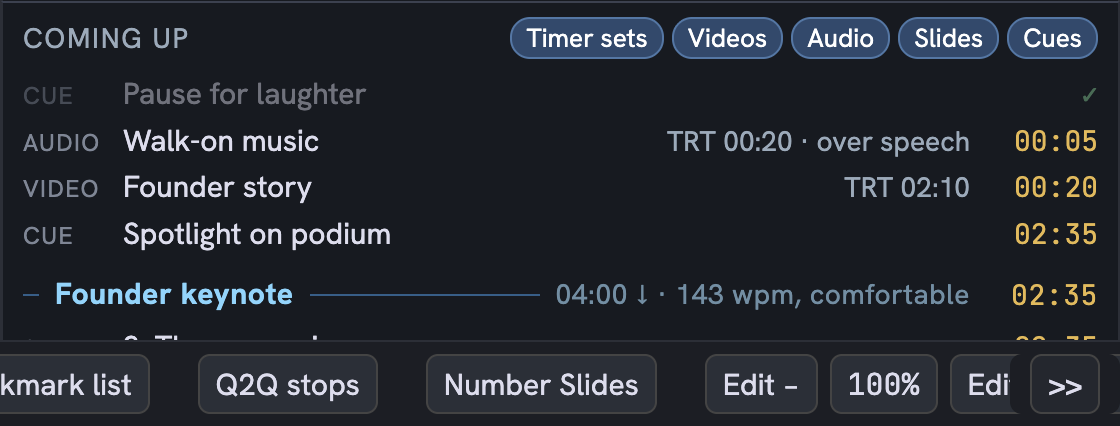 COMING UP Timer sets Videos Audio Slides Cues
CUE Pause for laughter ✓
AUDIO Walk-on music TRT 00:20 · over speech 00:05
VIDEO Founder story TRT 02:10 00:20
CUE Spotlight on podium 02:35
Founder keynote 04:00 ↓ · 143 wpm, comfortable 02:35
kmark list Q2Q stops Number Slides Edit – 100% Edi >>